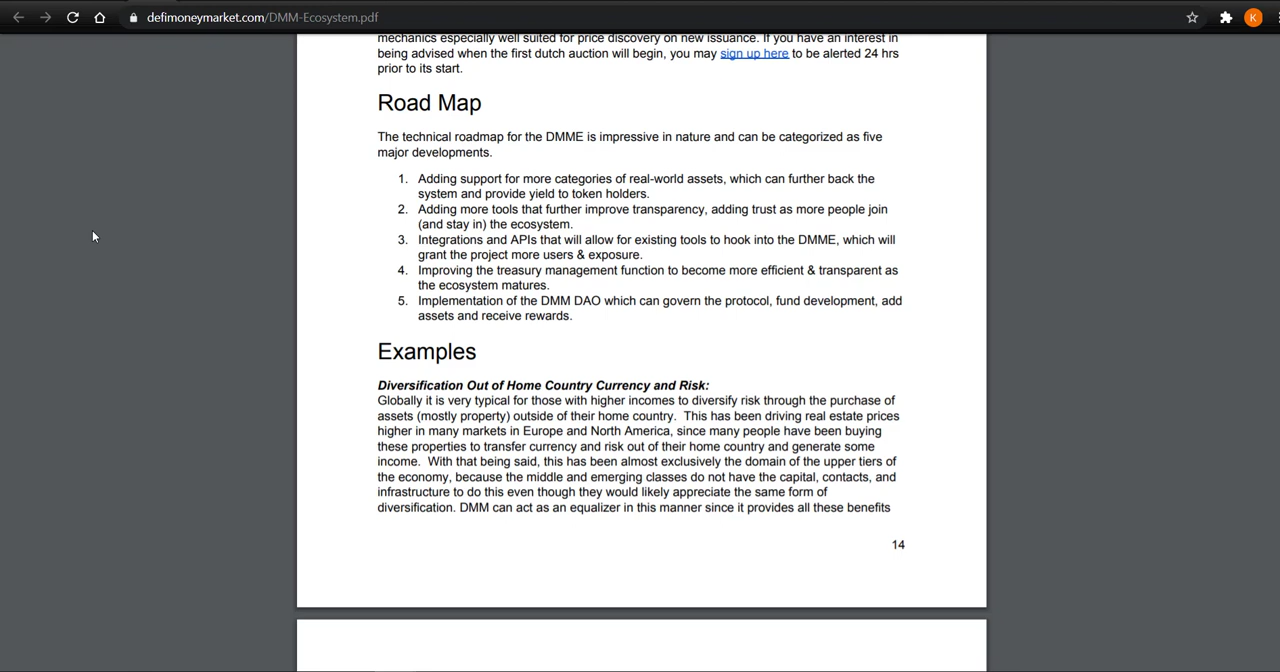 defimoneymarket.com/DMM-Ecosystem.pdf
K
mechanics especially well suited for price discovery on new issuance. If you have an interest in
being advised when the first dutch auction will begin, you may sign up here to be alerted 24 hrs
prior to its start.
Road Map
The technical roadmap for the DMME is impressive in nature and can be categorized as five
major developments.
1. Adding support for more categories of real-world assets, which can further back the
system and provide yield to token holders.
2. Adding more tools that further improve transparency, adding trust as more people join
(and stay in) the ecosystem.
3. Integrations and APIs that will allow for existing tools to hook into the DMME, which will
grant the project more users & exposure.
4. Improving the treasury management function to become more efficient & transparent as
the ecosystem matures.
5. Implementation of the DMM DAO which can govern the protocol, fund development, add
assets and receive rewards.
Examples
Diversification Out of Home Country Currency and Risk:
Globally it is very typical for those with higher incomes to diversify risk through the purchase of
assets (mostly property) outside of their home country.  This has been driving real estate prices
higher in many markets in Europe and North America, since many people have been buying
these properties to transfer currency and risk out of their home country and generate some
income.  With that being said, this has been almost exclusively the domain of the upper tiers of
the economy, because the middle and emerging classes do not have the capital, contacts, and
infrastructure to do this even though they would likely appreciate the same form of
diversification. DMM can act as an equalizer in this manner since it provides all these benefits
14